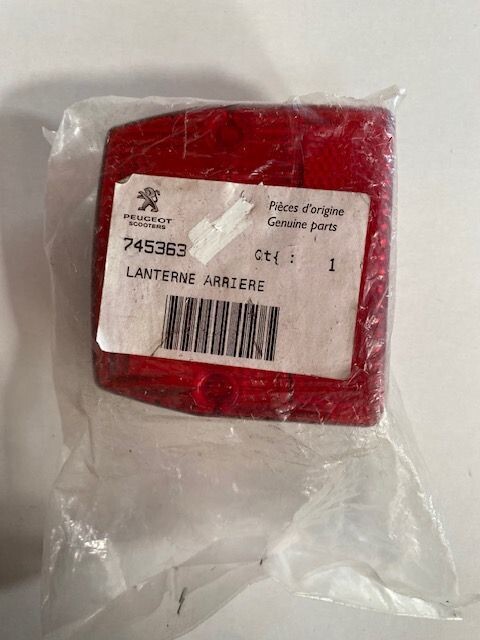 PEUGEOT
SCOOTERS
Pièces d'origine
Genuine parts
745363
Qt{ : 1
LANTERNE ARRIERE